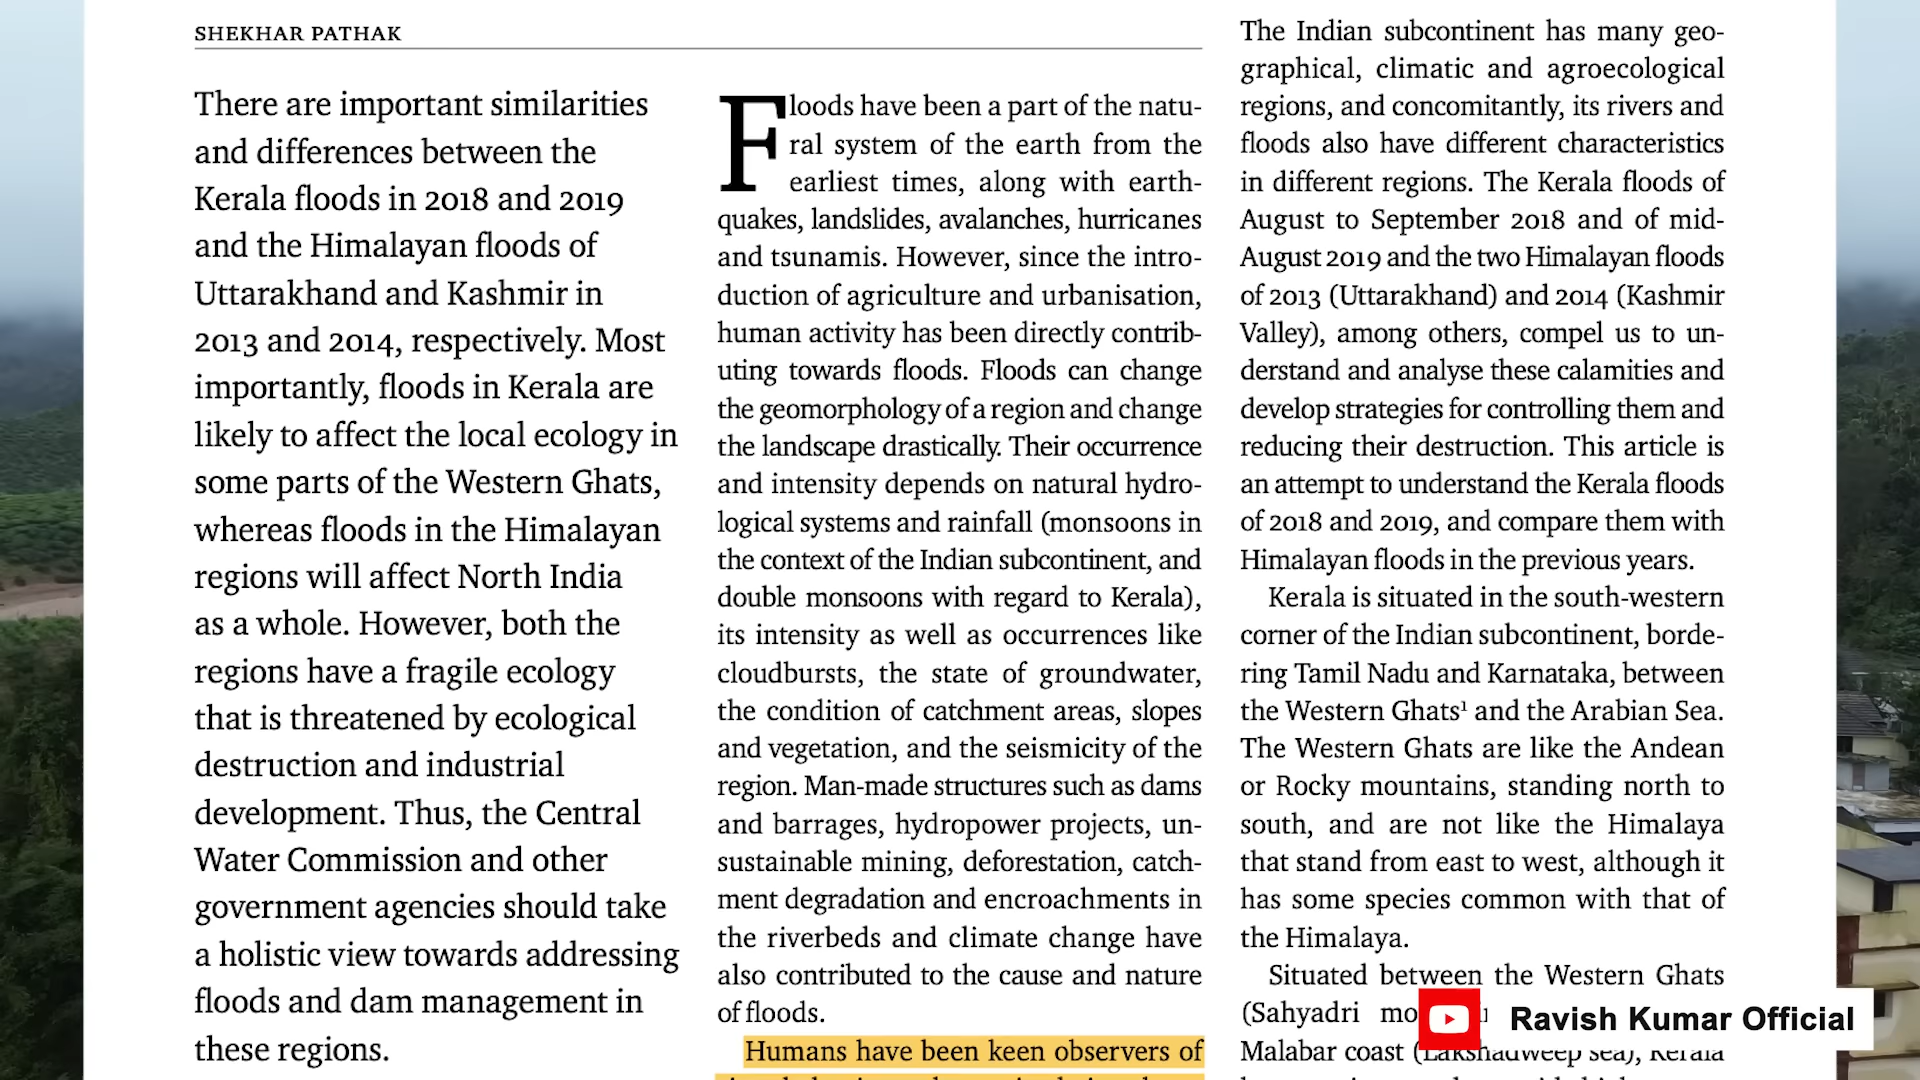 SHEKHAR PATHAK
There are important similarities
and differences between the
Kerala floods in 2018 and 2019
and the Himalayan floods of
Uttarakhand and Kashmir in
2013 and 2014, respectively. Most
importantly, floods in Kerala are
likely to affect the local ecology in
some parts of the Western Ghats,
whereas floods in the Himalayan
regions will affect North India
as a whole. However, both the
regions have a fragile ecology
that is threatened by ecological
destruction and industrial
development. Thus, the Central
Water Commission and other
government agencies should take
a holistic view towards addressing
floods and dam management in
these regions.
Floods have been a part of the natu-
ral system of the earth from the
earliest times, along with earth-
quakes, landslides, avalanches, hurricanes
and tsunamis. However, since the intro-
duction of agriculture and urbanisation,
human activity has been directly contrib-
uting towards floods. Floods can change
the geomorphology of a region and change
the landscape drastically. Their occurrence
and intensity depends on natural hydro-
logical systems and rainfall (monsoons in
the context of the Indian subcontinent, and
double monsoons with regard to Kerala),
its intensity as well as occurrences like
cloudbursts, the state of groundwater,
the condition of catchment areas, slopes
and vegetation, and the seismicity of the
region. Man-made structures such as dams
and barrages, hydropower projects, un-
sustainable mining, deforestation, catch-
ment degradation and encroachments in
the riverbeds and climate change have
also contributed to the cause and nature
of floods.
Humans have been keen observers of
The Indian subcontinent has many geo-
graphical, climatic and agroecological
regions, and concomitantly, its rivers and
floods also have different characteristics
in different regions. The Kerala floods of
August to September 2018 and of mid-
August 2019 and the two Himalayan floods
of 2013 (Uttarakhand) and 2014 (Kashmir
Valley), among others, compel us to un-
derstand and analyse these calamities and
develop strategies for controlling them and
reducing their destruction. This article is
an attempt to understand the Kerala floods
of 2018 and 2019, and compare them with
Himalayan floods in the previous years.
Kerala is situated in the south-western
corner of the Indian subcontinent, borde-
ring Tamil Nadu and Karnataka, between
the Western Ghats¹ and the Arabian Sea.
The Western Ghats are like the Andean
or Rocky mountains, standing north to
south, and are not like the Himalaya
that stand from east to west, although it
has some species common with that of
the Himalaya.
Situated between the Western Ghats
(Sahyadri
Malabar coast (Lakshadweep sea), Kerala
Ravish Kumar Official